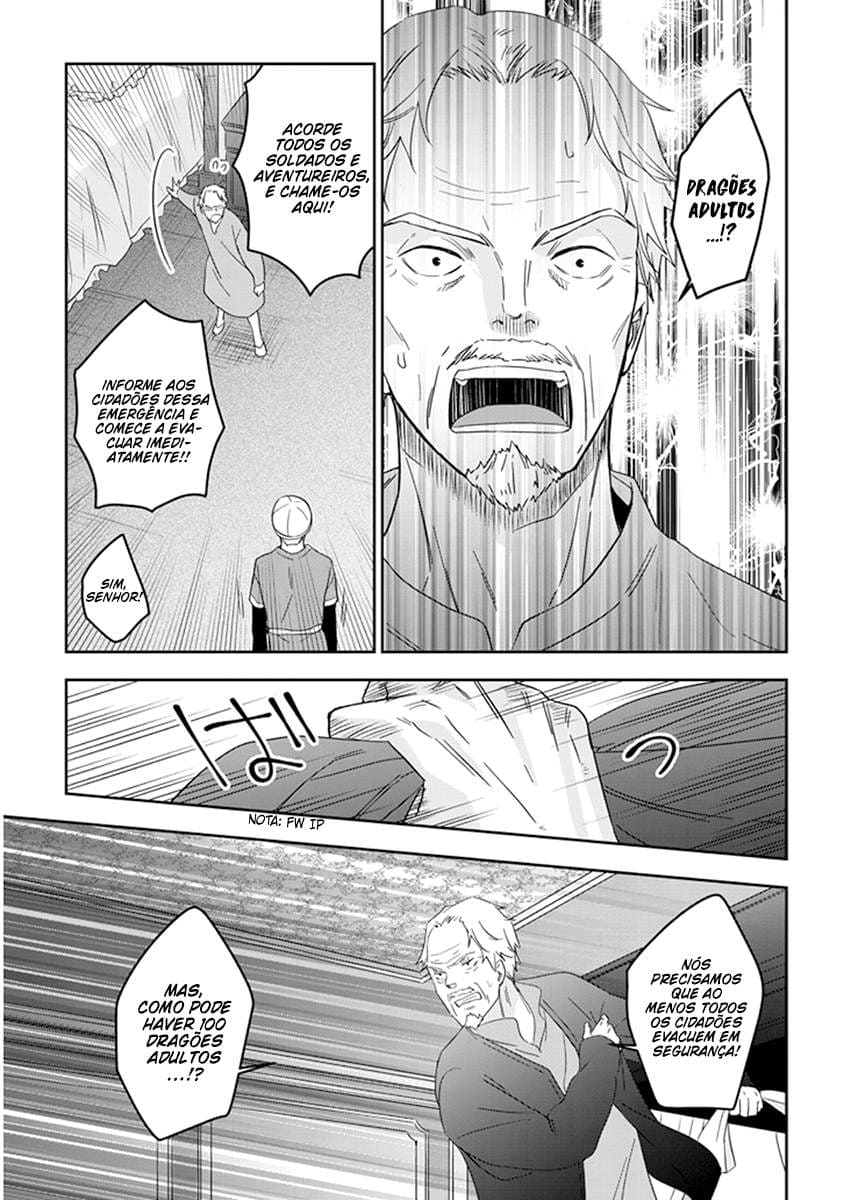 DRAGÕES
ADULTOS
...!?
ACORDE
TODOS OS
SOLDADOS E
AVENTUREIROS,
E CHAME-OS
AQUI!
INFORME AOS
CIDADÕES DESSA
EMERGÊNCIA E
COMECE A EVA-
CUAR IMEDI-
ATAMENTE!!
SIM,
SENHOR!
ばっ
NOTA: FW IP
NÓS
PRECISAMOS
QUE AO
MENOS TODOS
OS CIDADÕES
EVACUEM EM
SEGURANÇA!
MAS,
COMO PODE
HAVER 100
DRAGÕES
ADULTOS
...!?